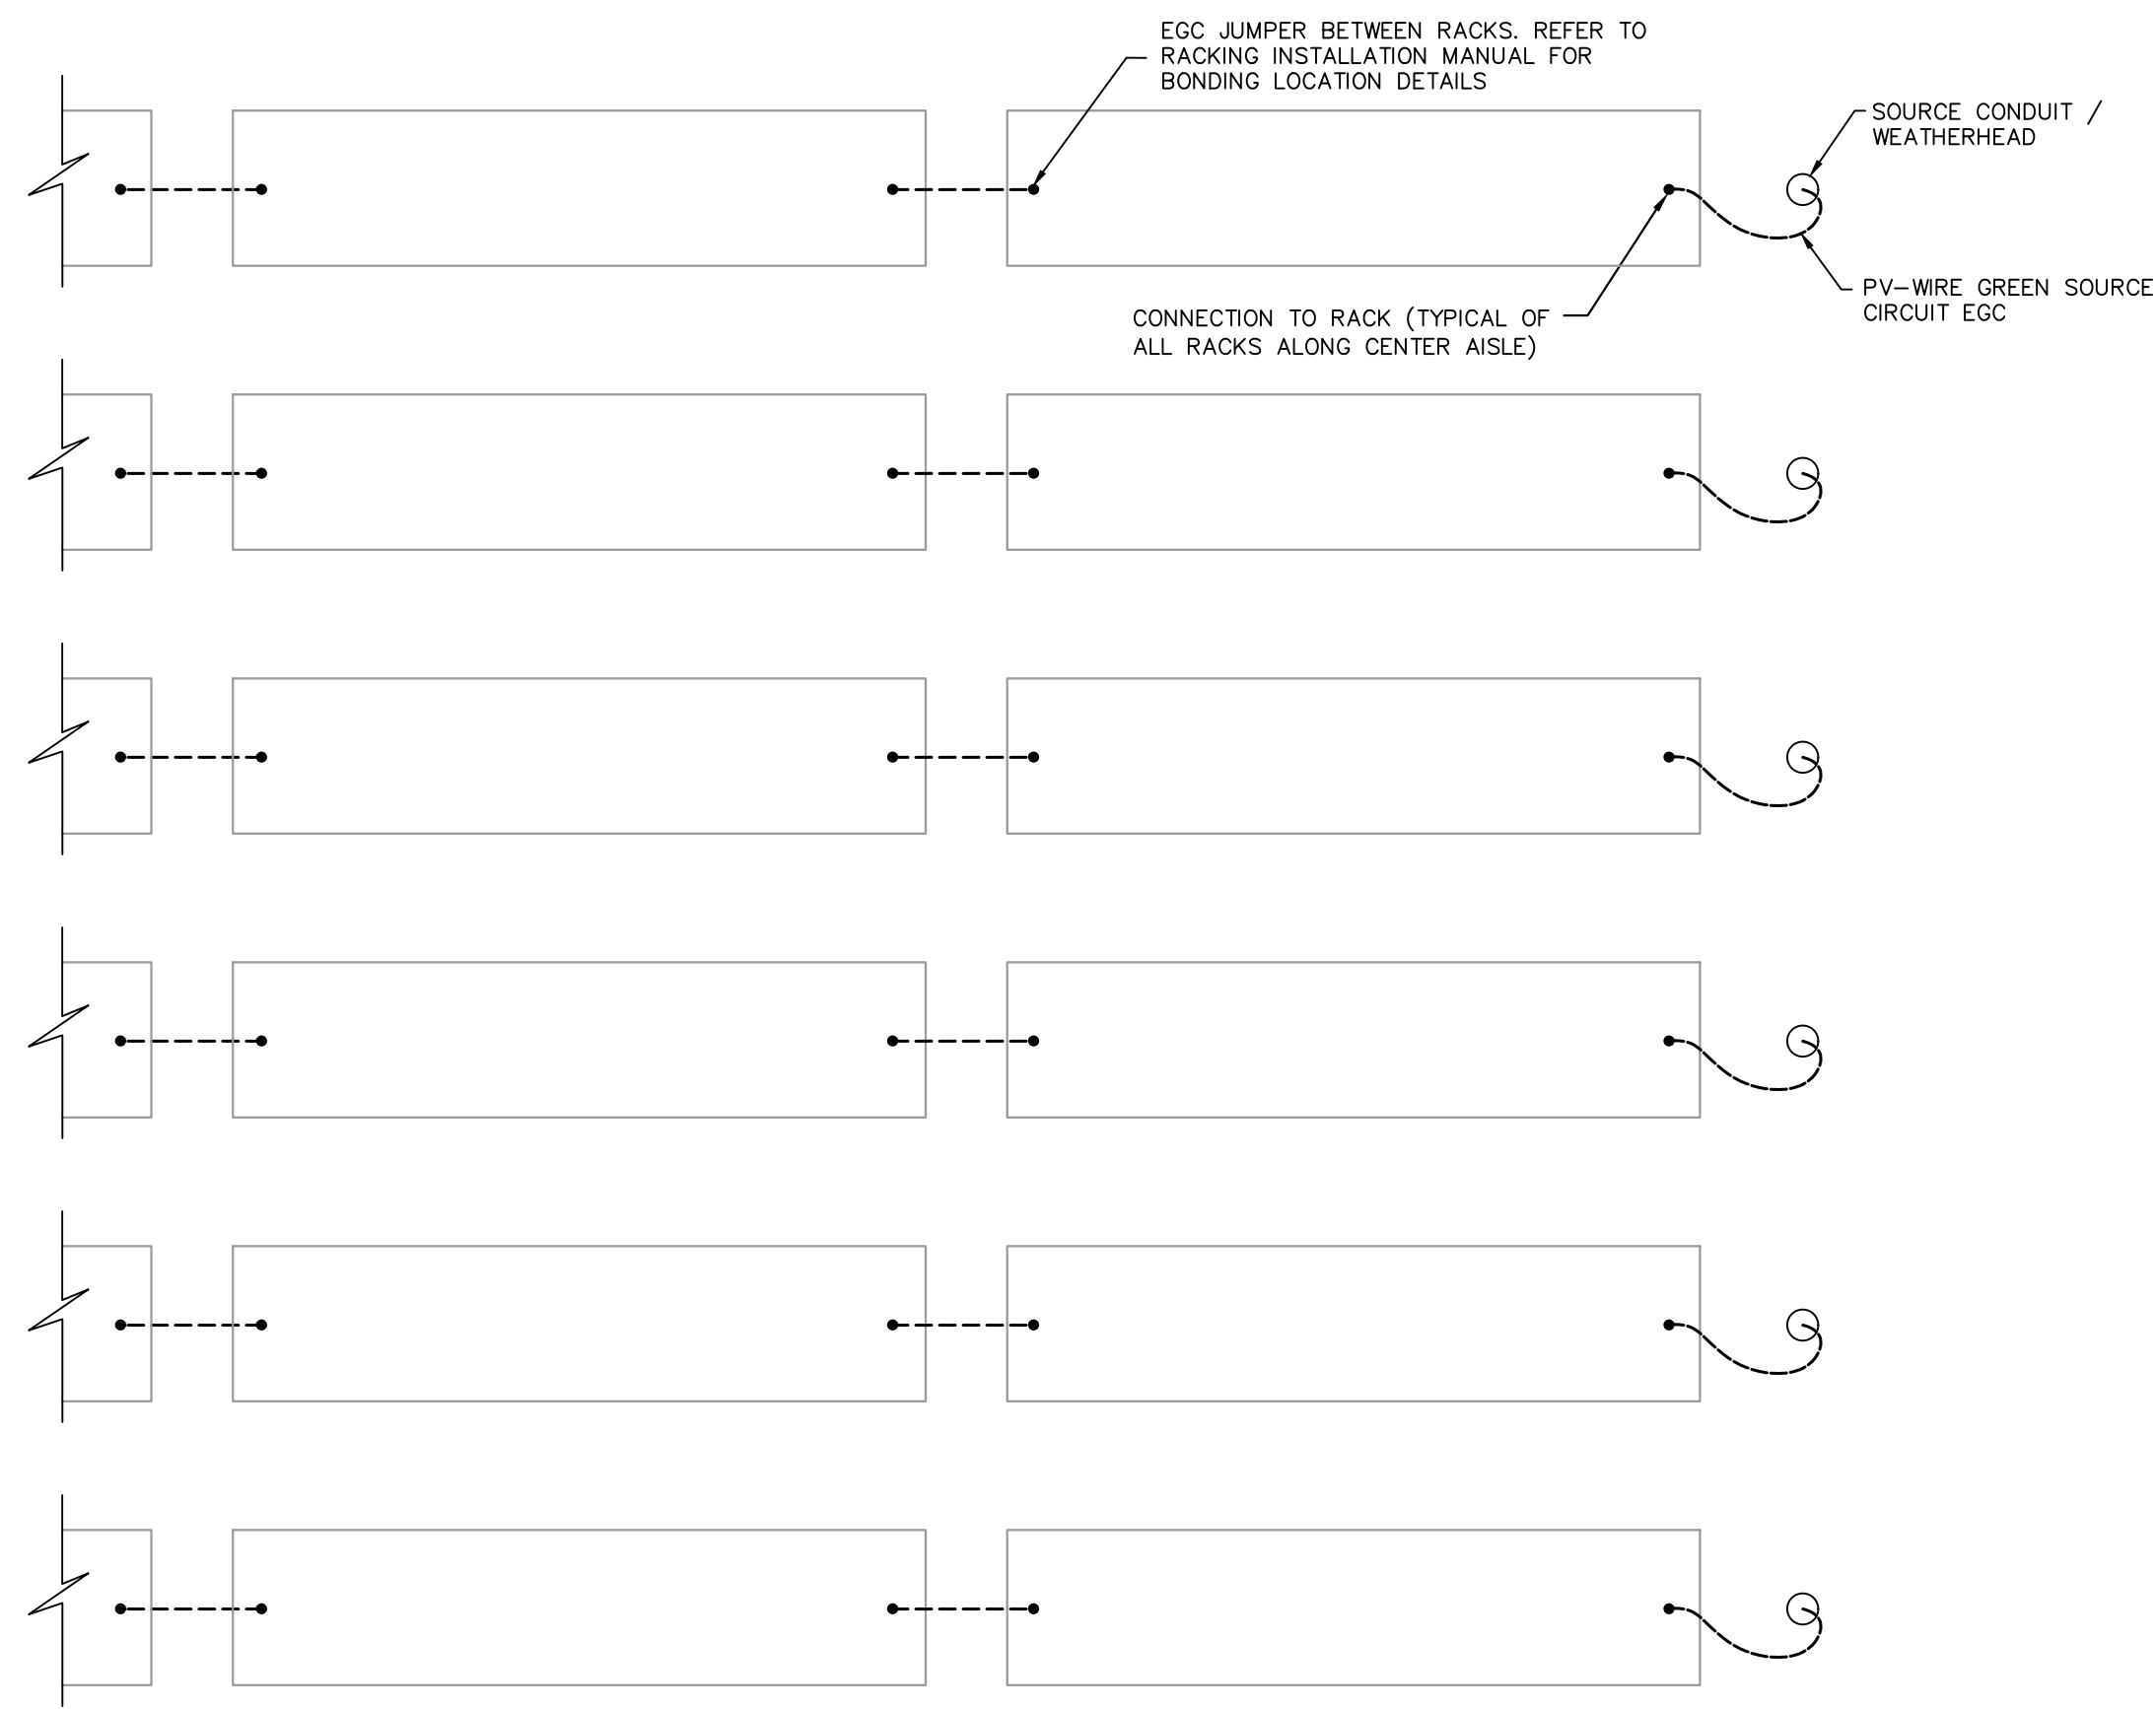 EGC JUMPER BETWEEN RACKS. REFER TO
RACKING INSTALLATION MANUAL FOR
BONDING LOCATION DETAILS
SOURCE CONDUIT /
WEATHERHEAD
PV-WIRE GREEN SOURCE
CIRCUIT EGC
CONNECTION TO RACK (TYPICAL OF
ALL RACKS ALONG CENTER AISLE)